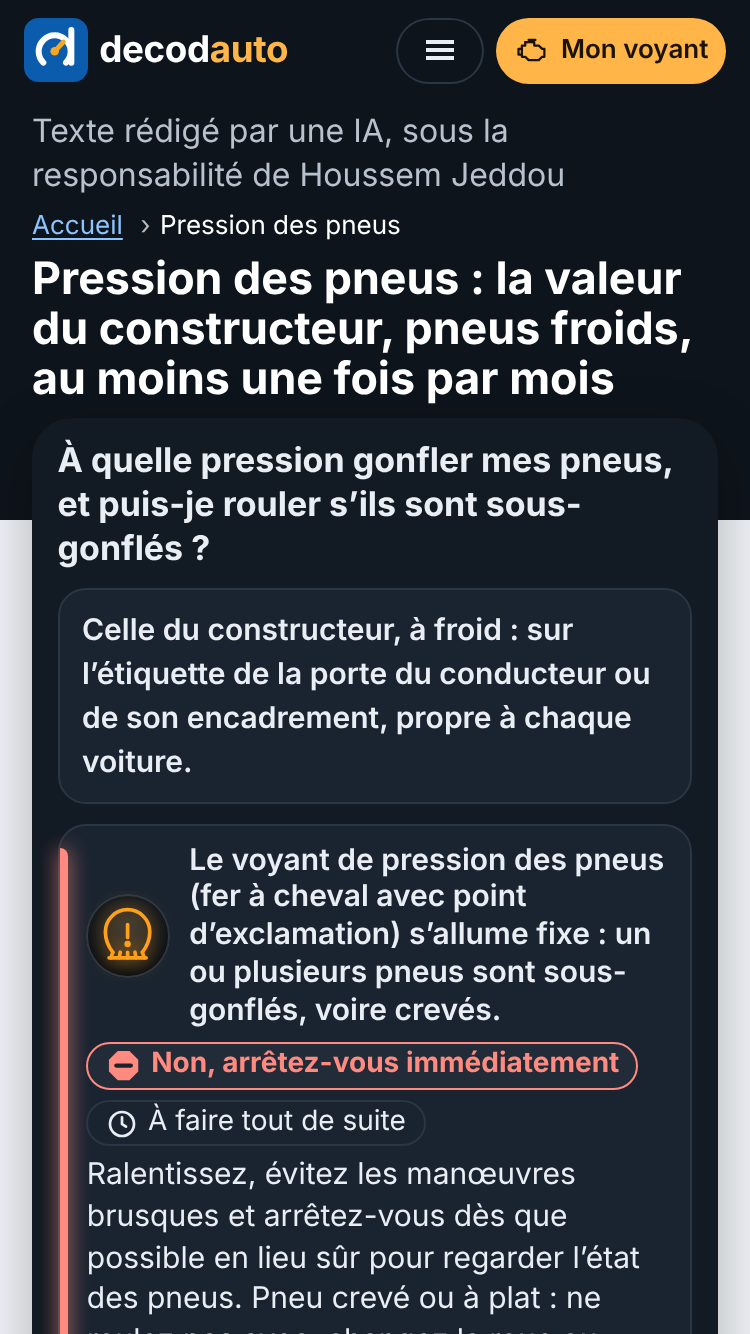 decodauto
Mon voyant
Texte rédigé par une IA, sous la
responsabilité de Houssem Jeddou
Accueil › Pression des pneus
Pression des pneus : la valeur
du constructeur, pneus froids,
au moins une fois par mois
À quelle pression gonfler mes pneus,
et puis-je rouler s’ils sont sous-
gonflés ?
Celle du constructeur, à froid : sur
l’étiquette de la porte du conducteur ou
de son encadrement, propre à chaque
voiture.
Le voyant de pression des pneus
(fer à cheval avec point
d’exclamation) s’allume fixe : un
ou plusieurs pneus sont sous-
gonflés, voire crevés.
Non, arrêtez-vous immédiatement
À faire tout de suite
Ralentissez, évitez les manœuvres
brusques et arrêtez-vous dès que
possible en lieu sûr pour regarder l’état
des pneus. Pneu crevé ou à plat : ne